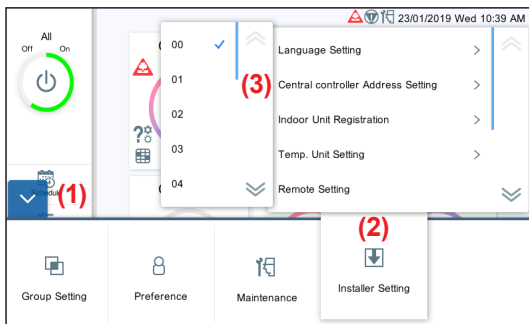 23/01/2019 Wed 10:39 AM
All
Off On
00
01
02
03
04
(3)
Language Setting
Central controller Address Setting
Indoor Unit Registration
Temp. Unit Setting
Remote Setting
(1)
(2)
Group Setting
Preference
Maintenance
Installer Setting